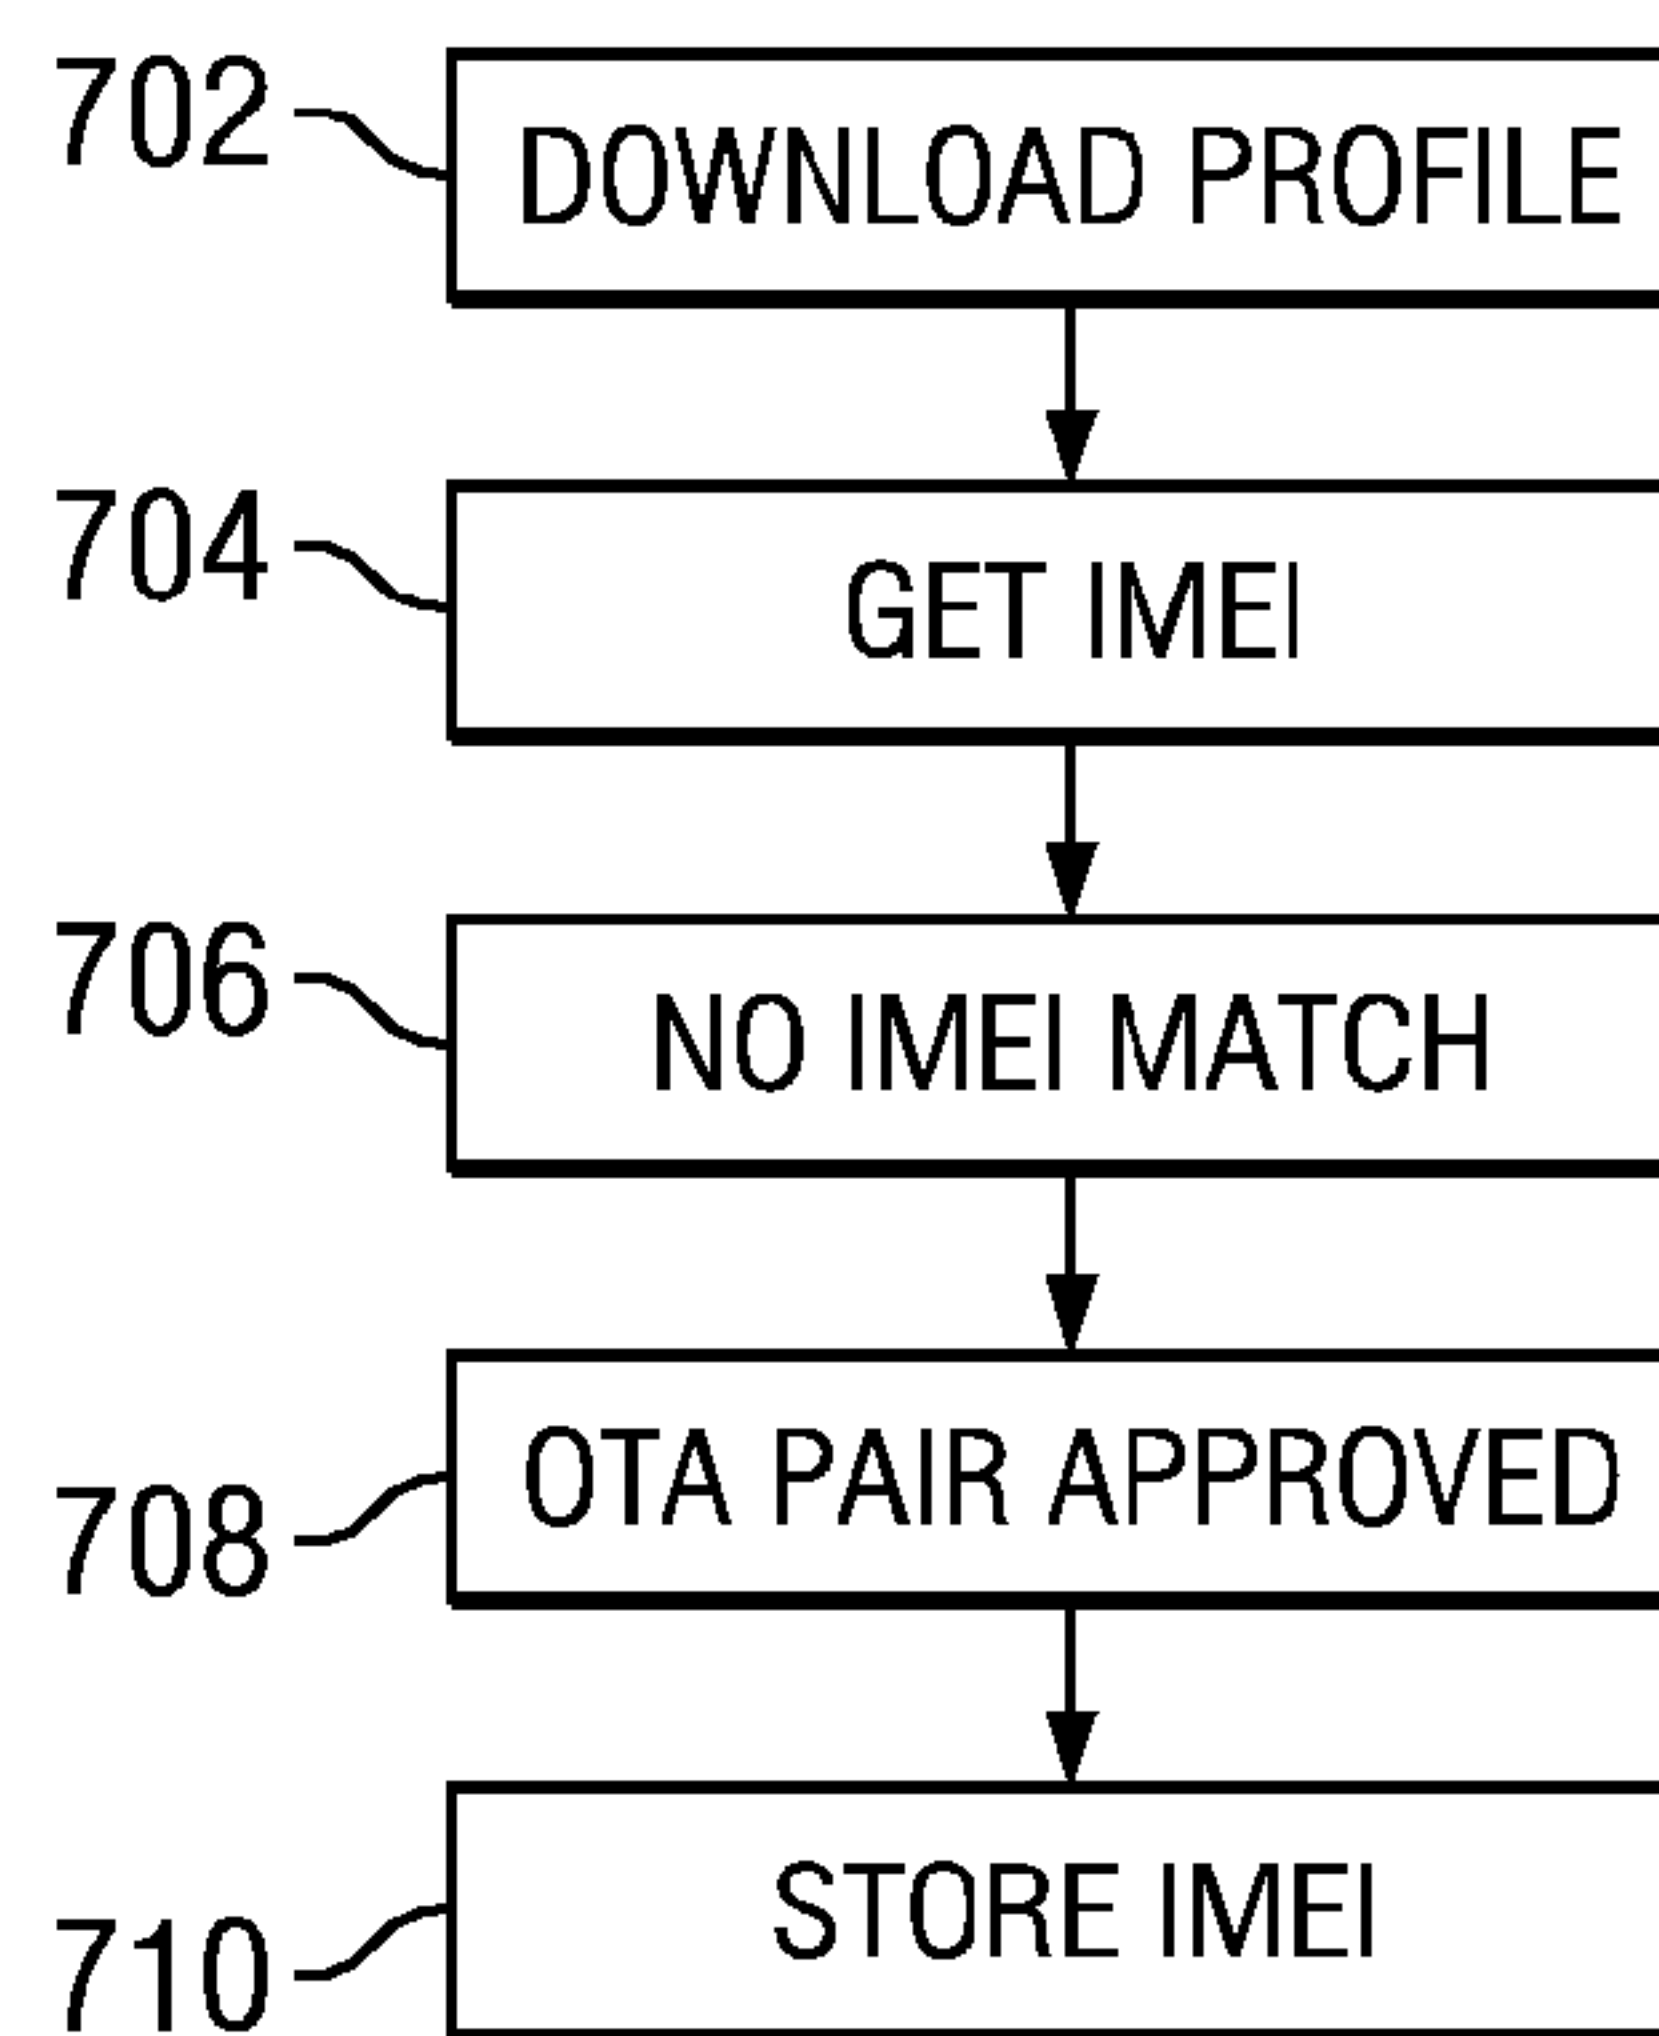 702 DOWNLOAD PROFILE
704 GET IMEI
706 NO IMEI MATCH
708 OTA PAIR APPROVED
710 STORE IMEI